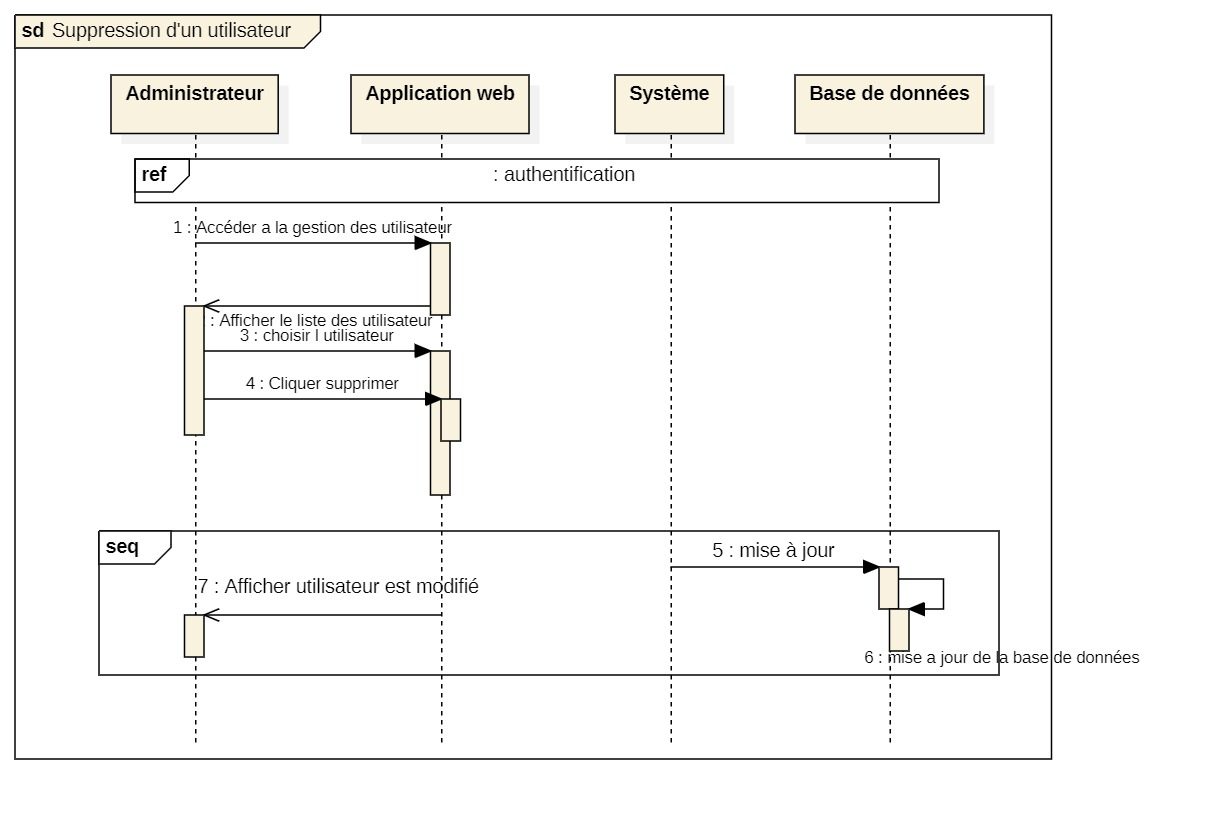 sd Suppression d'un utilisateur
Administrateur
Application web
Système
Base de données
ref
: authentification
1 : Accéder a la gestion des utilisateur
: Afficher le liste des utilisateur
3 : choisir l utilisateur
4 : Cliquer supprimer
seq
5 : mise à jour
7 : Afficher utilisateur est modifié
6 : mise a jour de la base de données